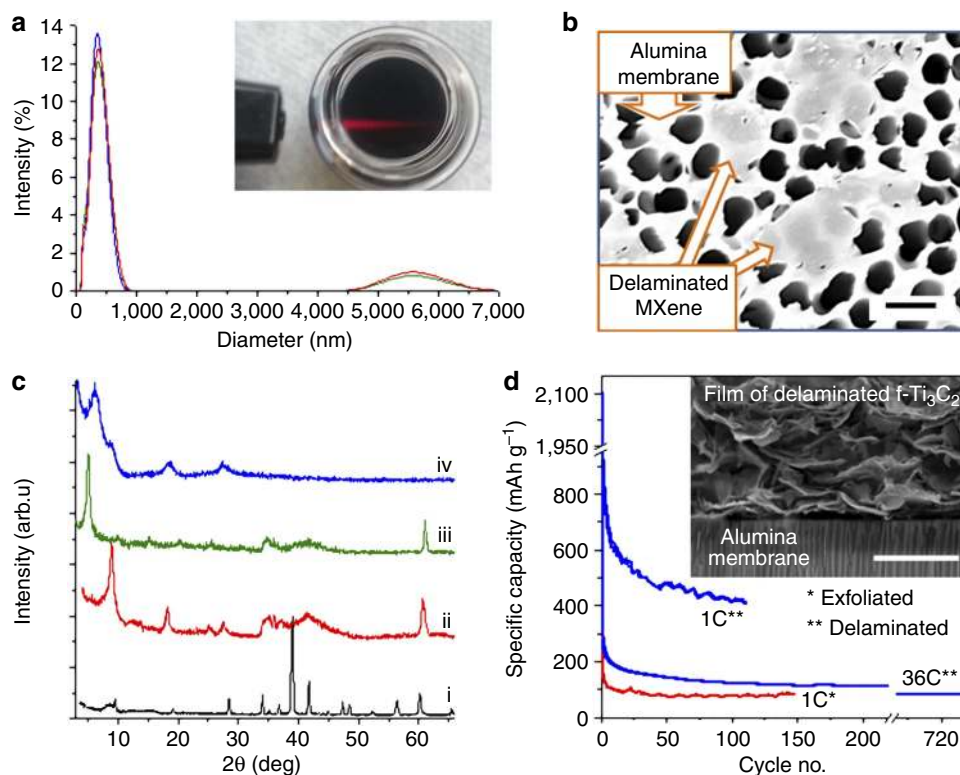 a
14
12
10
8
6
4
2
0
Intensity (%)
0 1,000 2,000 3,000 4,000 5,000 6,000 7,000
Diameter (nm)
b
Alumina
membrane
Delaminated
MXene
c
iv
iii
ii
i
Intensity (arb.u)
10 20 30 40 50 60
2θ (deg)
d
2,100
1,950
800
600
400
200
0
Specific capacity (mAh g⁻¹)
Film of delaminated f-Ti₃C₂
Alumina
membrane
* Exfoliated
** Delaminated
1C**
36C**
1C*
0 50 100 150 200 720
Cycle no.